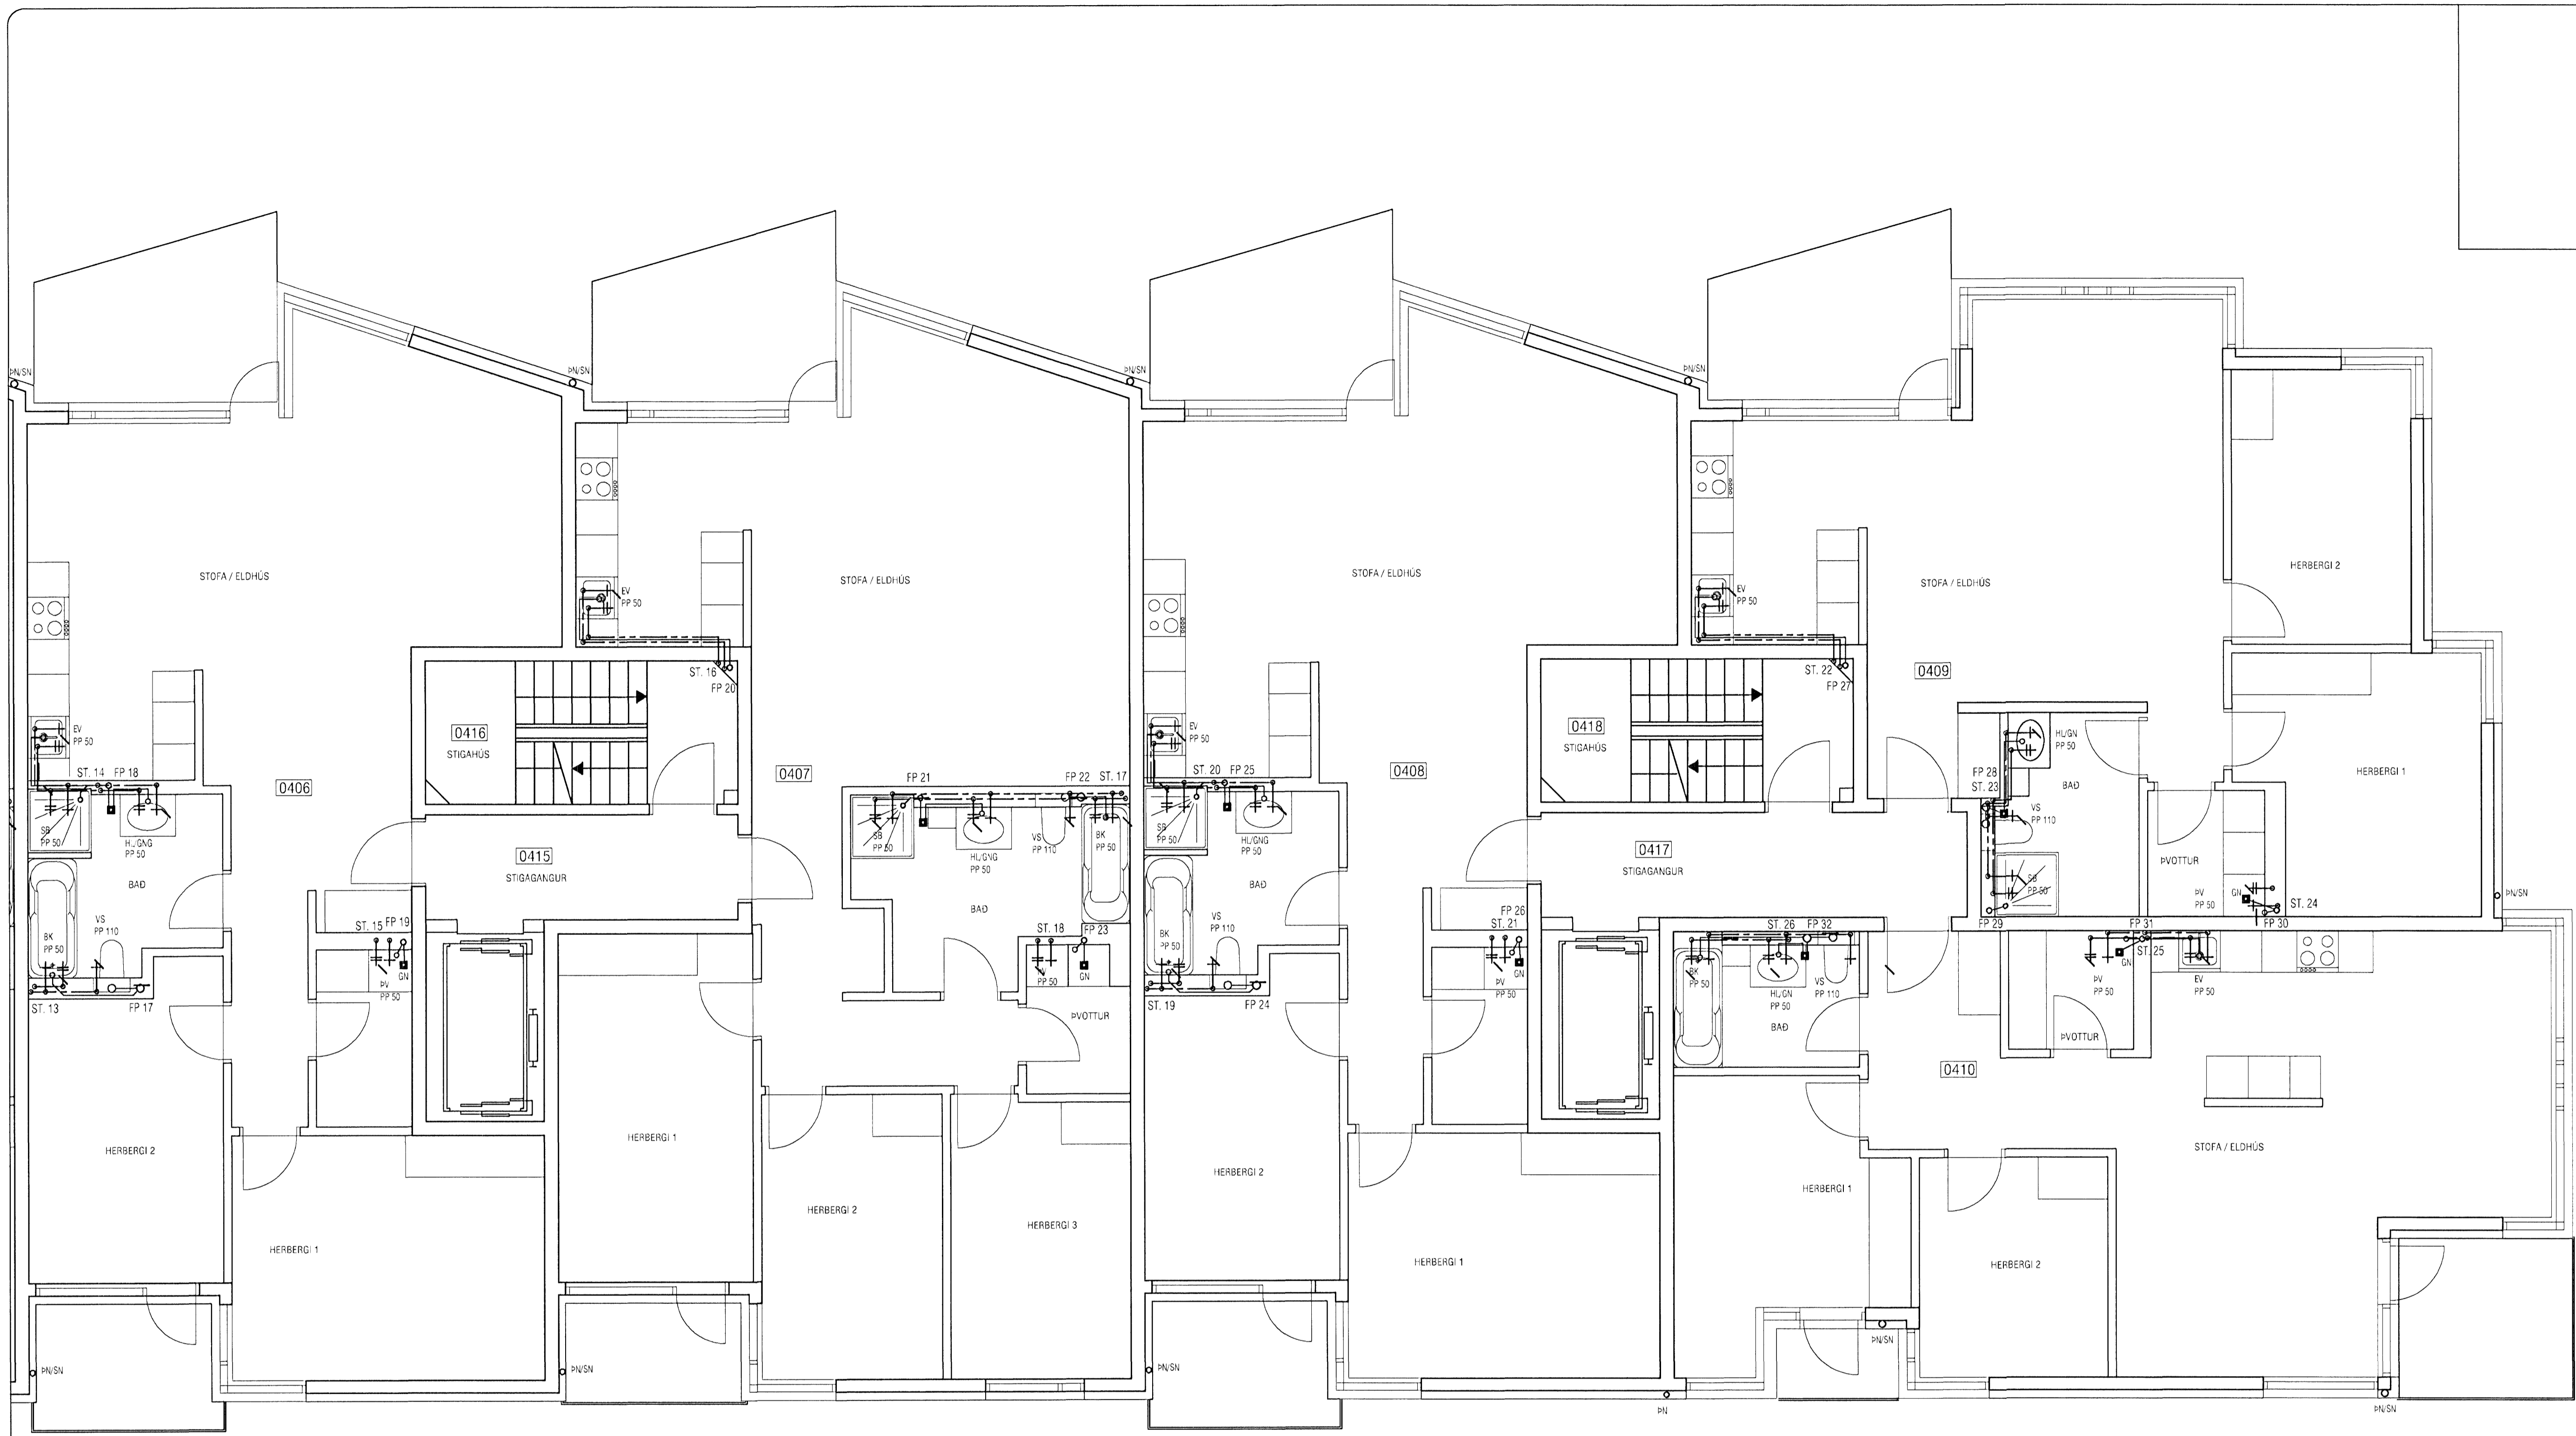 ÞN/SN
ÞN/SN
ÞN/SN
ÞN/SN
STOFA / ELDHÚS
EV
PP 50
ST. 14
FP 18
0406
SB
PP 50
HL/GNG
PP 50
BAÐ
VS
PP 110
BK
PP 50
ST. 13
FP 17
ST. 15
FP 19
ÞV
PP 50
GN
HERBERGI 2
HERBERGI 1
ÞN/SN
0416
STIGAHÚS
0415
STIGAGANGUR
EV
PP 50
STOFA / ELDHÚS
ST. 16
FP 20
0407
FP 21
FP 22
ST. 17
SB
PP 50
HL/GNG
PP 50
VS
PP 110
BK
PP 50
BAÐ
ST. 18
FP 23
ÞV
PP 50
GN
ÞVOTTUR
HERBERGI 1
HERBERGI 2
HERBERGI 3
ÞN/SN
STOFA / ELDHÚS
EV
PP 50
ST. 20
FP 25
0408
SB
PP 50
HL/GNG
PP 50
BAÐ
VS
PP 110
BK
PP 50
ST. 19
FP 24
FP 26
ST. 21
ÞV
PP 50
GN
HERBERGI 2
HERBERGI 1
ÞN/SN
0418
STIGAHÚS
0417
STIGAGANGUR
EV
PP 50
STOFA / ELDHÚS
ST. 22
FP 27
0409
HERBERGI 2
HL/GN
PP 50
FP 28
ST. 23
BAÐ
VS
PP 110
SB
PP 50
FP 29
HERBERGI 1
ÞVOTTUR
ÞV
PP 50
GN
ST. 24
FP 30
ÞN/SN
ST. 26
FP 32
BK
PP 50
HL/GN
PP 50
VS
PP 110
BAÐ
FP 31
ST. 25
GN
ÞV
PP 50
EV
PP 50
ÞVOTTUR
0410
STOFA / ELDHÚS
HERBERGI 1
HERBERGI 2
ÞN/SN
ÞN
ÞN/SN